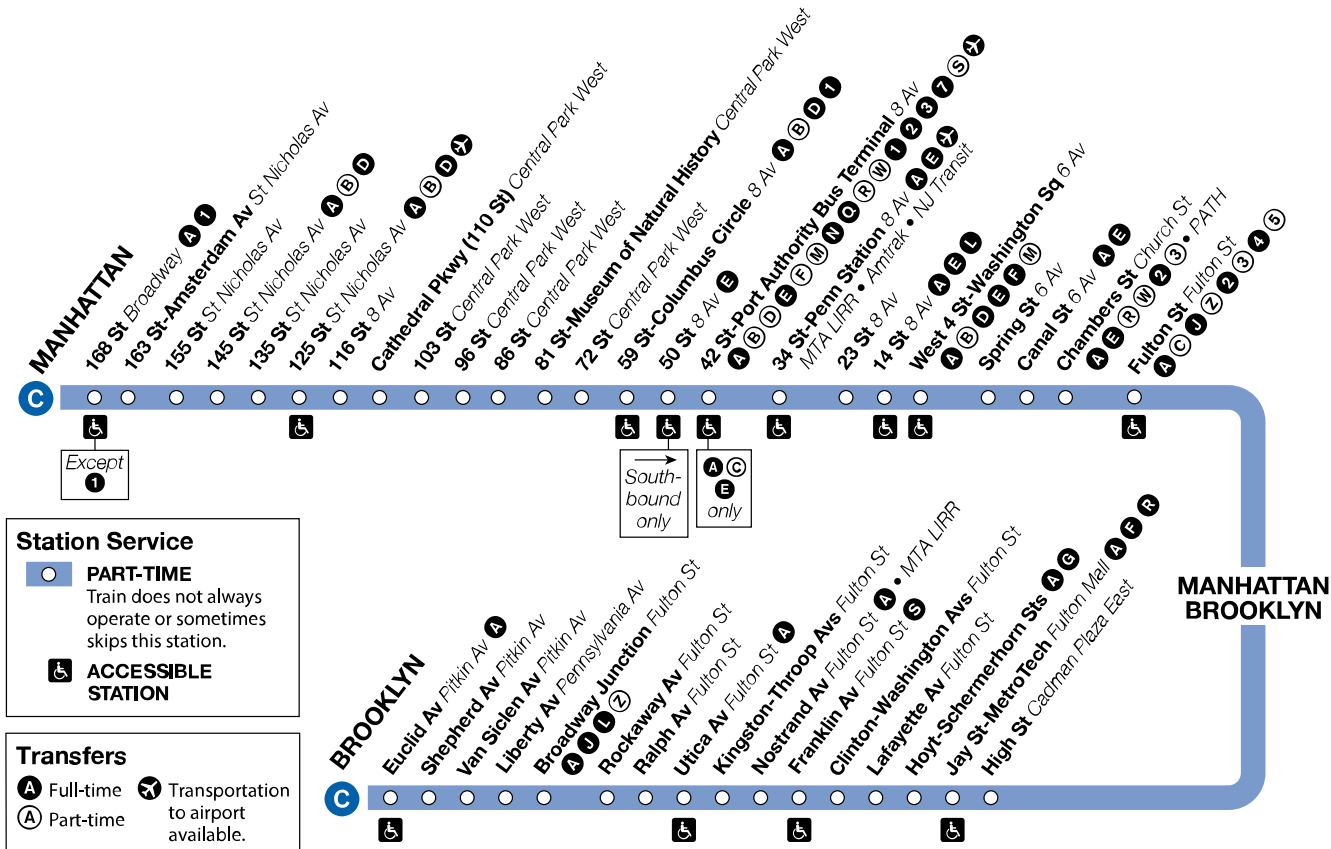 MANHATTAN
C
168 St Broadway A 1
163 St-Amsterdam Av St Nicholas Av
155 St St Nicholas Av
145 St St Nicholas Av A B D
135 St St Nicholas Av
125 St St Nicholas Av A B D
116 St 8 Av
Cathedral Pkwy (110 St) Central Park West
103 St Central Park West
96 St Central Park West
86 St Central Park West
81 St-Museum of Natural History Central Park West
72 St Central Park West
59 St-Columbus Circle 8 Av A B D 1
50 St 8 Av E
42 St-Port Authority Bus Terminal 8 Av
A B D E F M N Q R W 1 2 3 7 S
34 St-Penn Station 8 Av A E
MTA LIRR • Amtrak • NJ Transit
23 St 8 Av
14 St 8 Av A E L
West 4 St-Washington Sq 6 Av
A B D E F M
Spring St 6 Av
Canal St 6 Av A E
Chambers St Church St
A E R W 2 3 • PATH
Fulton St Fulton St
A C J Z 2 3 4 5
Except
1
South-
bound
only
A C
E
only
MANHATTAN
BROOKLYN
Station Service
PART-TIME
Train does not always
operate or sometimes
skips this station.
ACCESSIBLE
STATION
Transfers
A Full-time
A Part-time
Transportation
to airport
available.
BROOKLYN
C
Euclid Av Pitkin Av A
Shepherd Av Pitkin Av
Van Siclen Av Pitkin Av
Liberty Av Pennsylvania Av
Broadway Junction Fulton St
A J L Z
Rockaway Av Fulton St
Ralph Av Fulton St
Utica Av Fulton St A
Kingston-Throop Avs Fulton St
Nostrand Av Fulton St A • MTA LIRR
Franklin Av Fulton St S
Clinton-Washington Avs Fulton St
Lafayette Av Fulton St
Hoyt-Schermerhorn Sts A G
Jay St-MetroTech Fulton Mall A F R
High St Cadman Plaza East